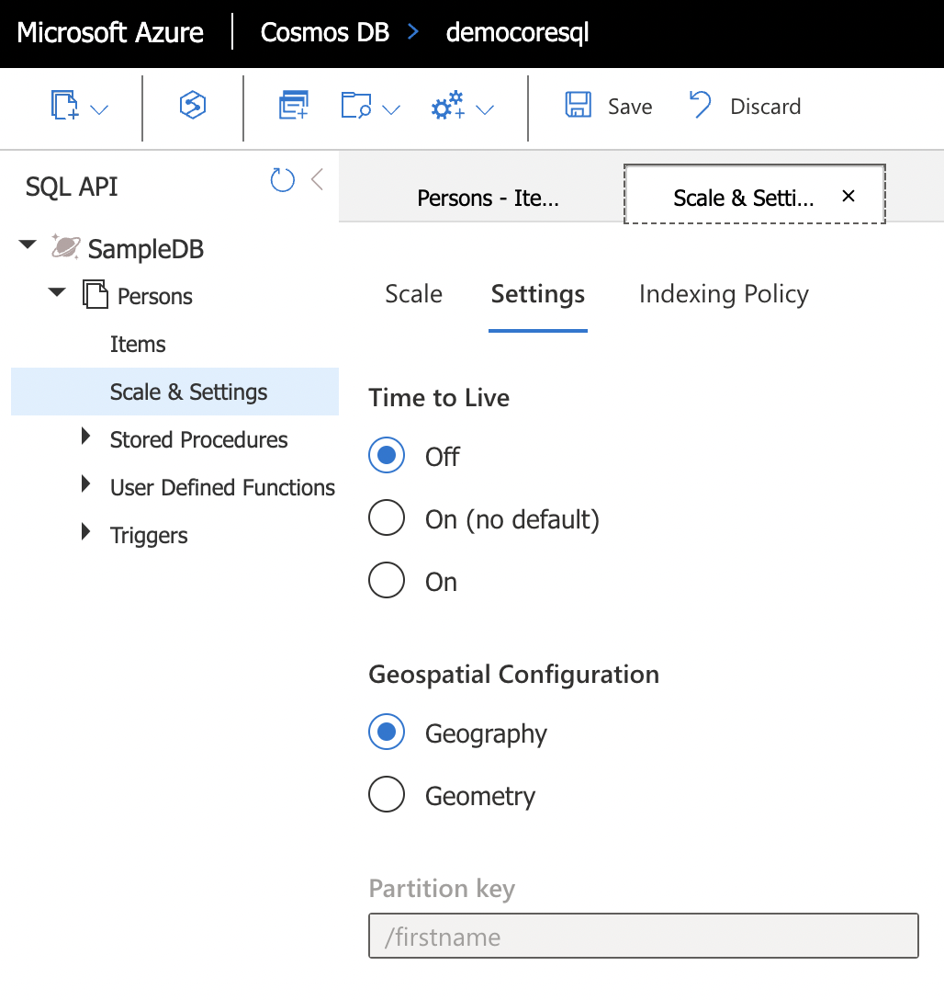 Microsoft Azure Cosmos DB > democoresql
Save Discard
SQL API
Persons - Ite...
Scale & Setti...
SampleDB
Persons
Items
Scale & Settings
Stored Procedures
User Defined Functions
Triggers
Scale Settings Indexing Policy
Time to Live
Off
On (no default)
On
Geospatial Configuration
Geography
Geometry
Partition key
/firstname